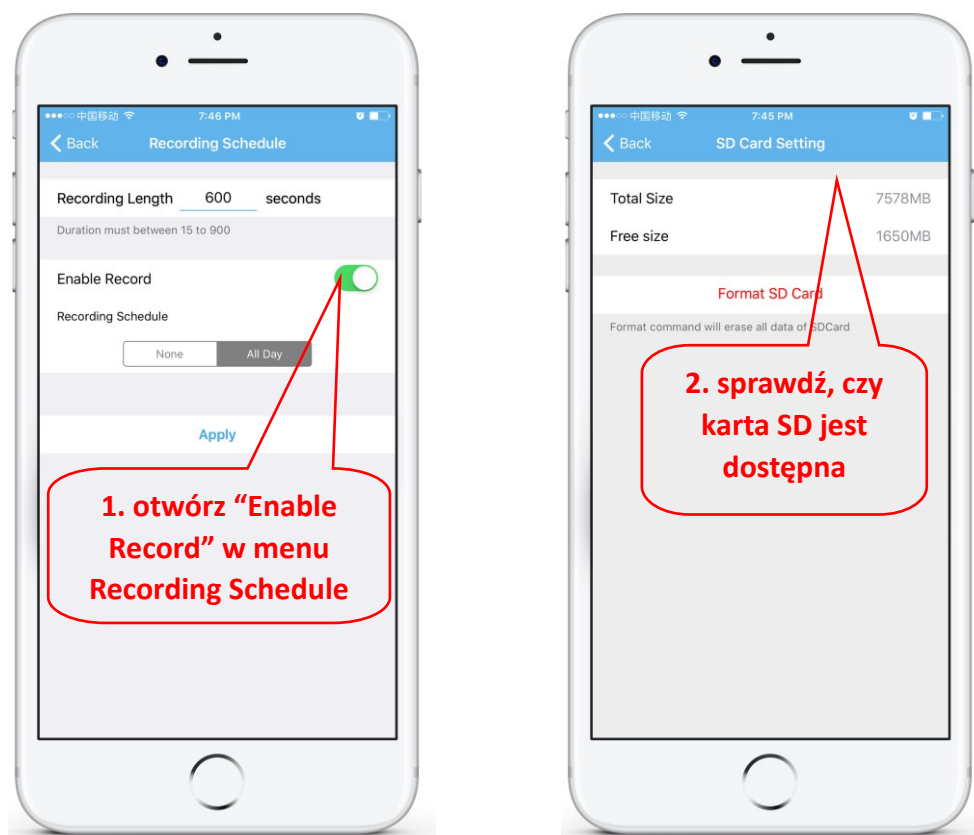 中国移动 7:46 PM
Back Recording Schedule
Recording Length 600 seconds
Duration must between 15 to 900
Enable Record
Recording Schedule
None All Day
Apply
1. otwórz “Enable
Record” w menu
Recording Schedule
中国移动 7:45 PM
Back SD Card Setting
Total Size 7578MB
Free size 1650MB
Format SD Card
Format command will erase all data of SDCard
2. sprawdź, czy
karta SD jest
dostępna